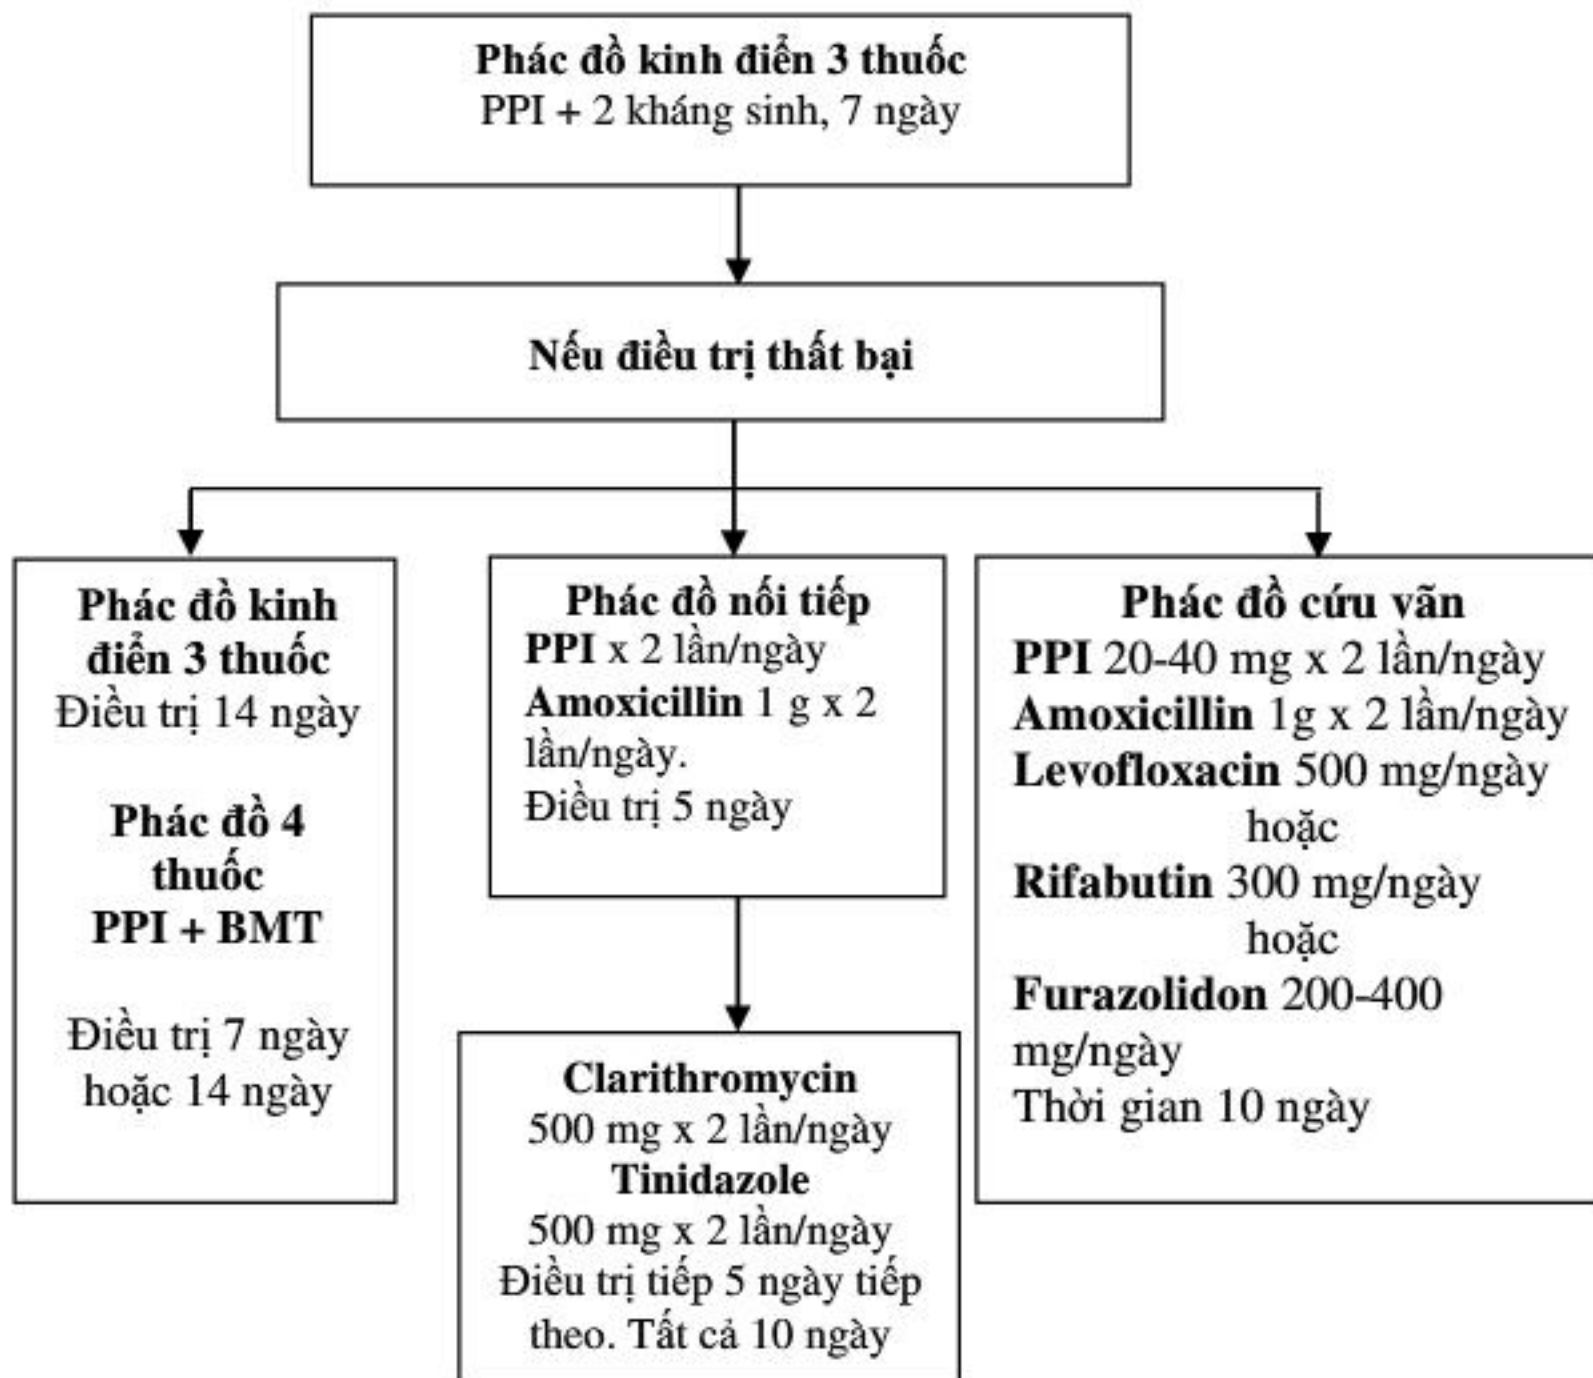 Phác đồ kinh điển 3 thuốc
PPI + 2 kháng sinh, 7 ngày
Nếu điều trị thất bại
Phác đồ kinh
điển 3 thuốc
Điều trị 14 ngày
Phác đồ 4
thuốc
PPI + BMT
Điều trị 7 ngày
hoặc 14 ngày
Phác đồ nối tiếp
PPI x 2 lần/ngày
Amoxicillin 1 g x 2
lần/ngày.
Điều trị 5 ngày
Clarithromycin
500 mg x 2 lần/ngày
Tinidazole
500 mg x 2 lần/ngày
Điều trị tiếp 5 ngày tiếp
theo. Tất cả 10 ngày
Phác đồ cứu vãn
PPI 20-40 mg x 2 lần/ngày
Amoxicillin 1g x 2 lần/ngày
Levofloxacin 500 mg/ngày
hoặc
Rifabutin 300 mg/ngày
hoặc
Furazolidon 200-400
mg/ngày
Thời gian 10 ngày